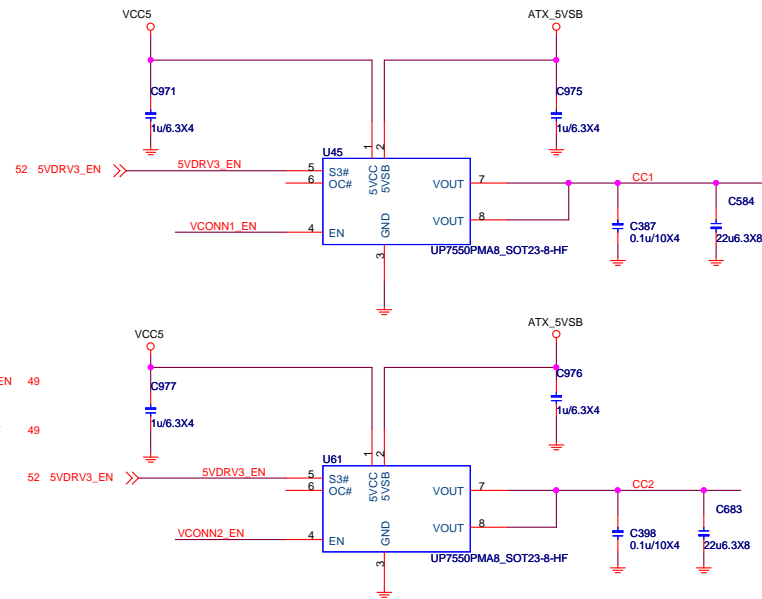 VCC5
ATX_5VSB
C971
1u/6.3X4
C975
1u/6.3X4
U45
1
2
52 5VDRV3_EN
5VDRV3_EN
5 S3#
6 OC#
5VCC
5VSB
VOUT 7
CC1
C584
VCONN1_EN
4 EN
GND
VOUT 8
C387
0.1u/10X4
22u6.3X8
3
UP7550PMA8_SOT23-8-HF
VCC5
ATX_5VSB
EN 49
49
C977
1u/6.3X4
C976
1u/6.3X4
U61
1
2
52 5VDRV3_EN
5VDRV3_EN
5 S3#
6 OC#
5VCC
5VSB
VOUT 7
CC2
C683
VCONN2_EN
4 EN
GND
VOUT 8
C398
0.1u/10X4
22u6.3X8
3
UP7550PMA8_SOT23-8-HF